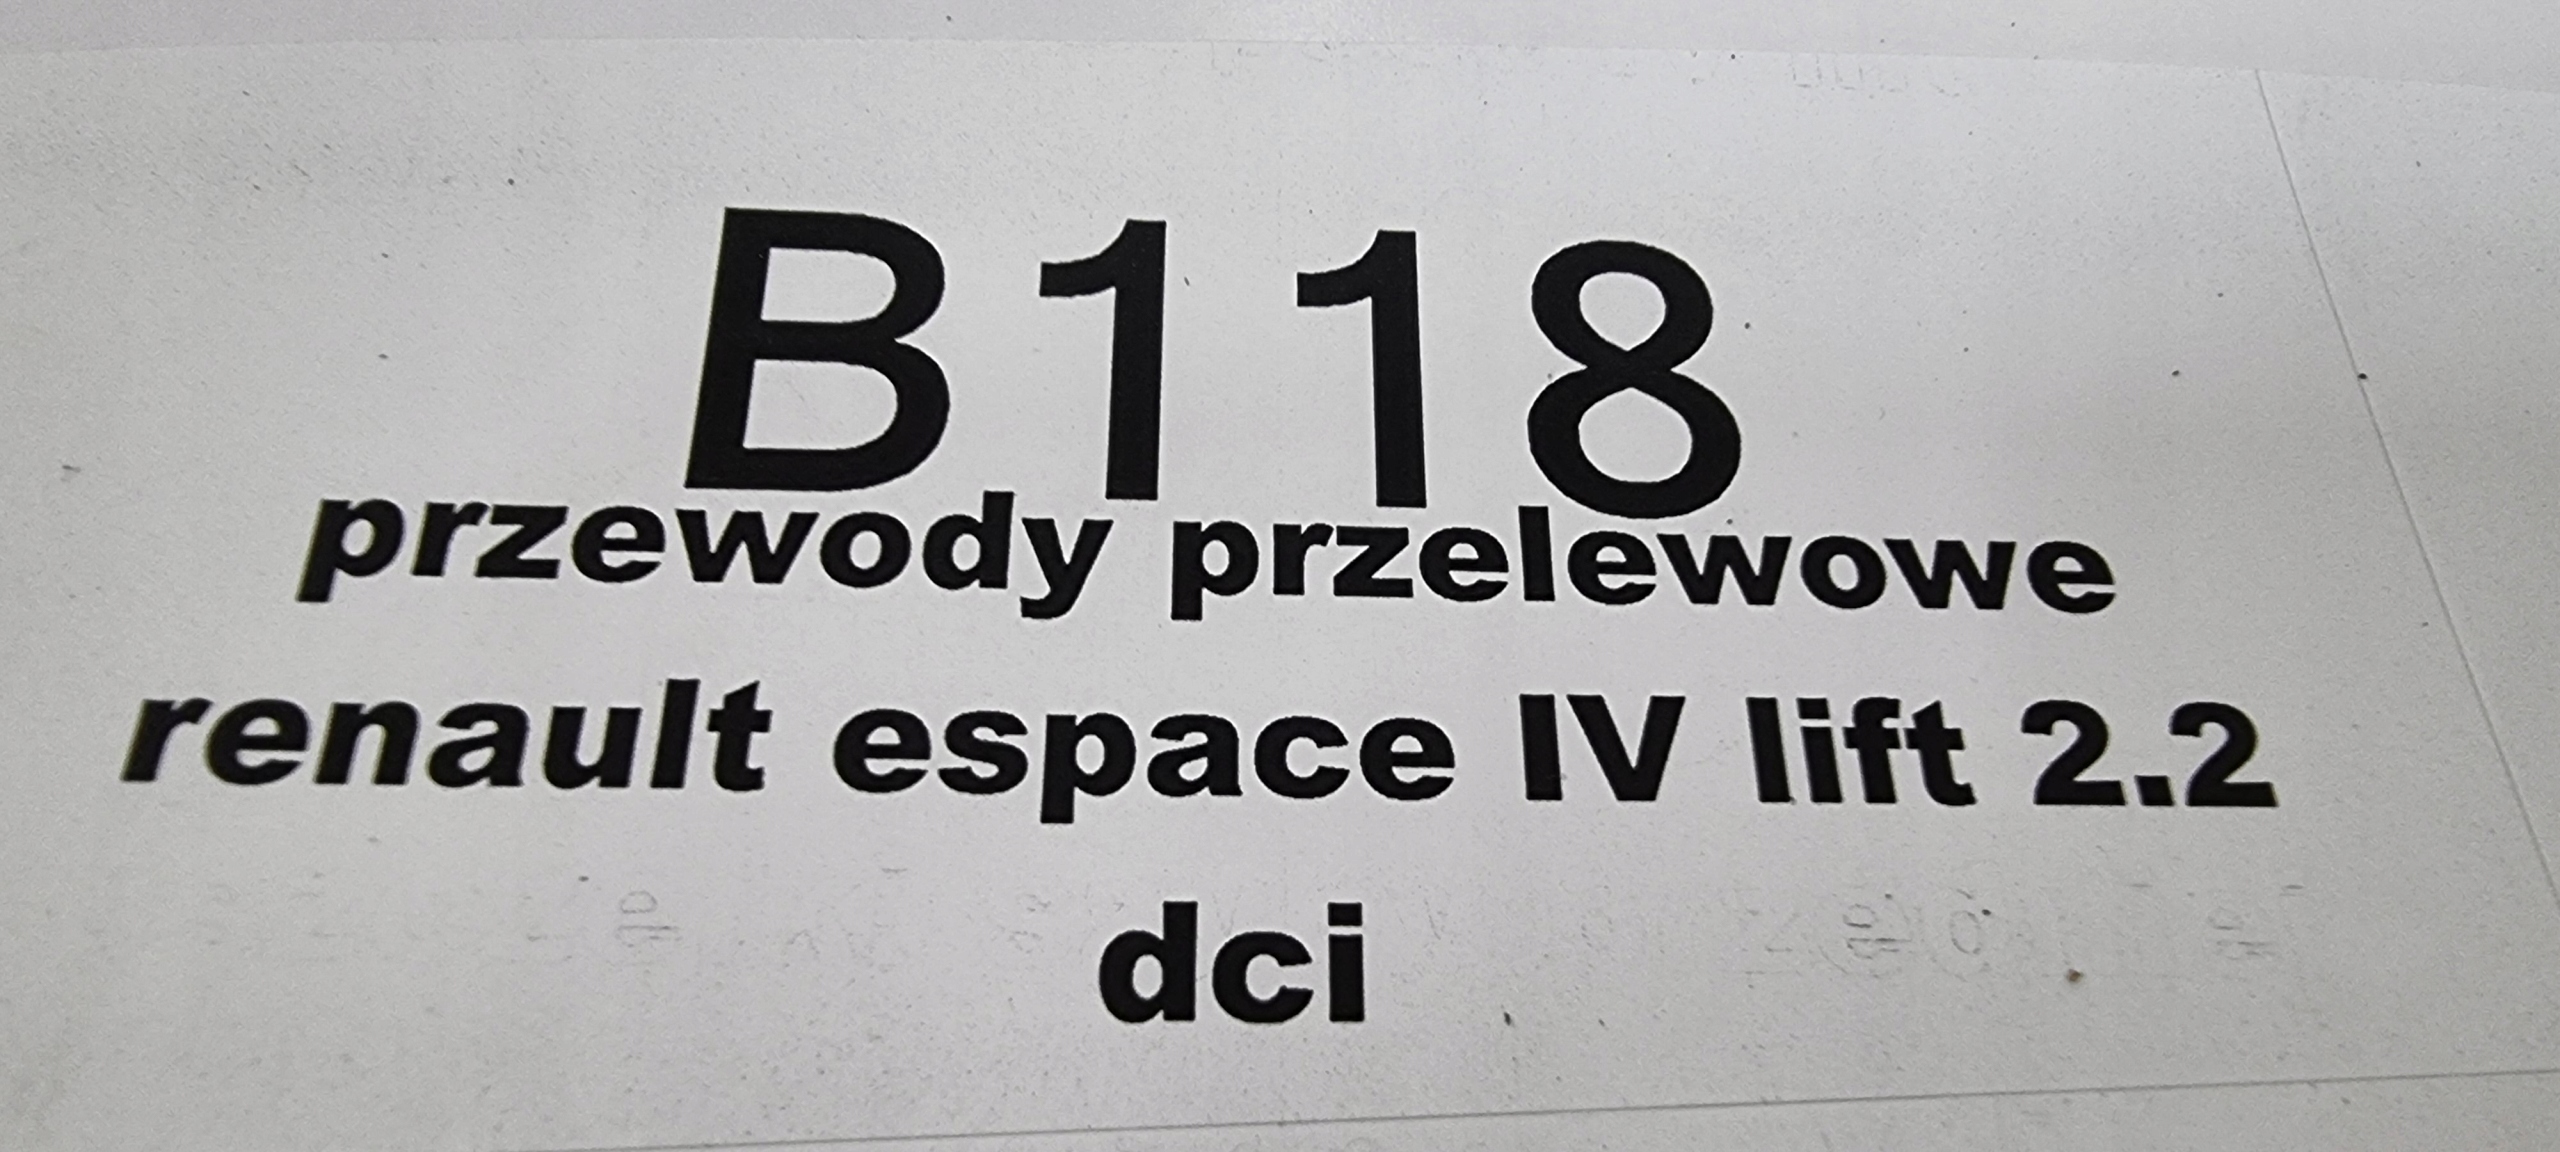 B118
przewody przelewowe
renault espace IV lift 2.2
dci